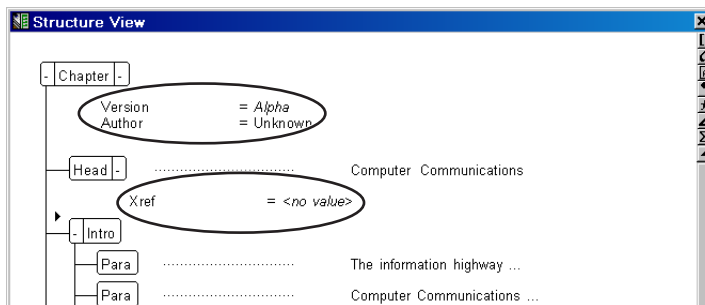 Structure View
- Chapter -
Version = Alpha
Author = Unknown
Head - .............................. Computer Communications
Xref = <no value>
- Intro
Para .............................. The information highway ...
Para .............................. Computer Communications ...